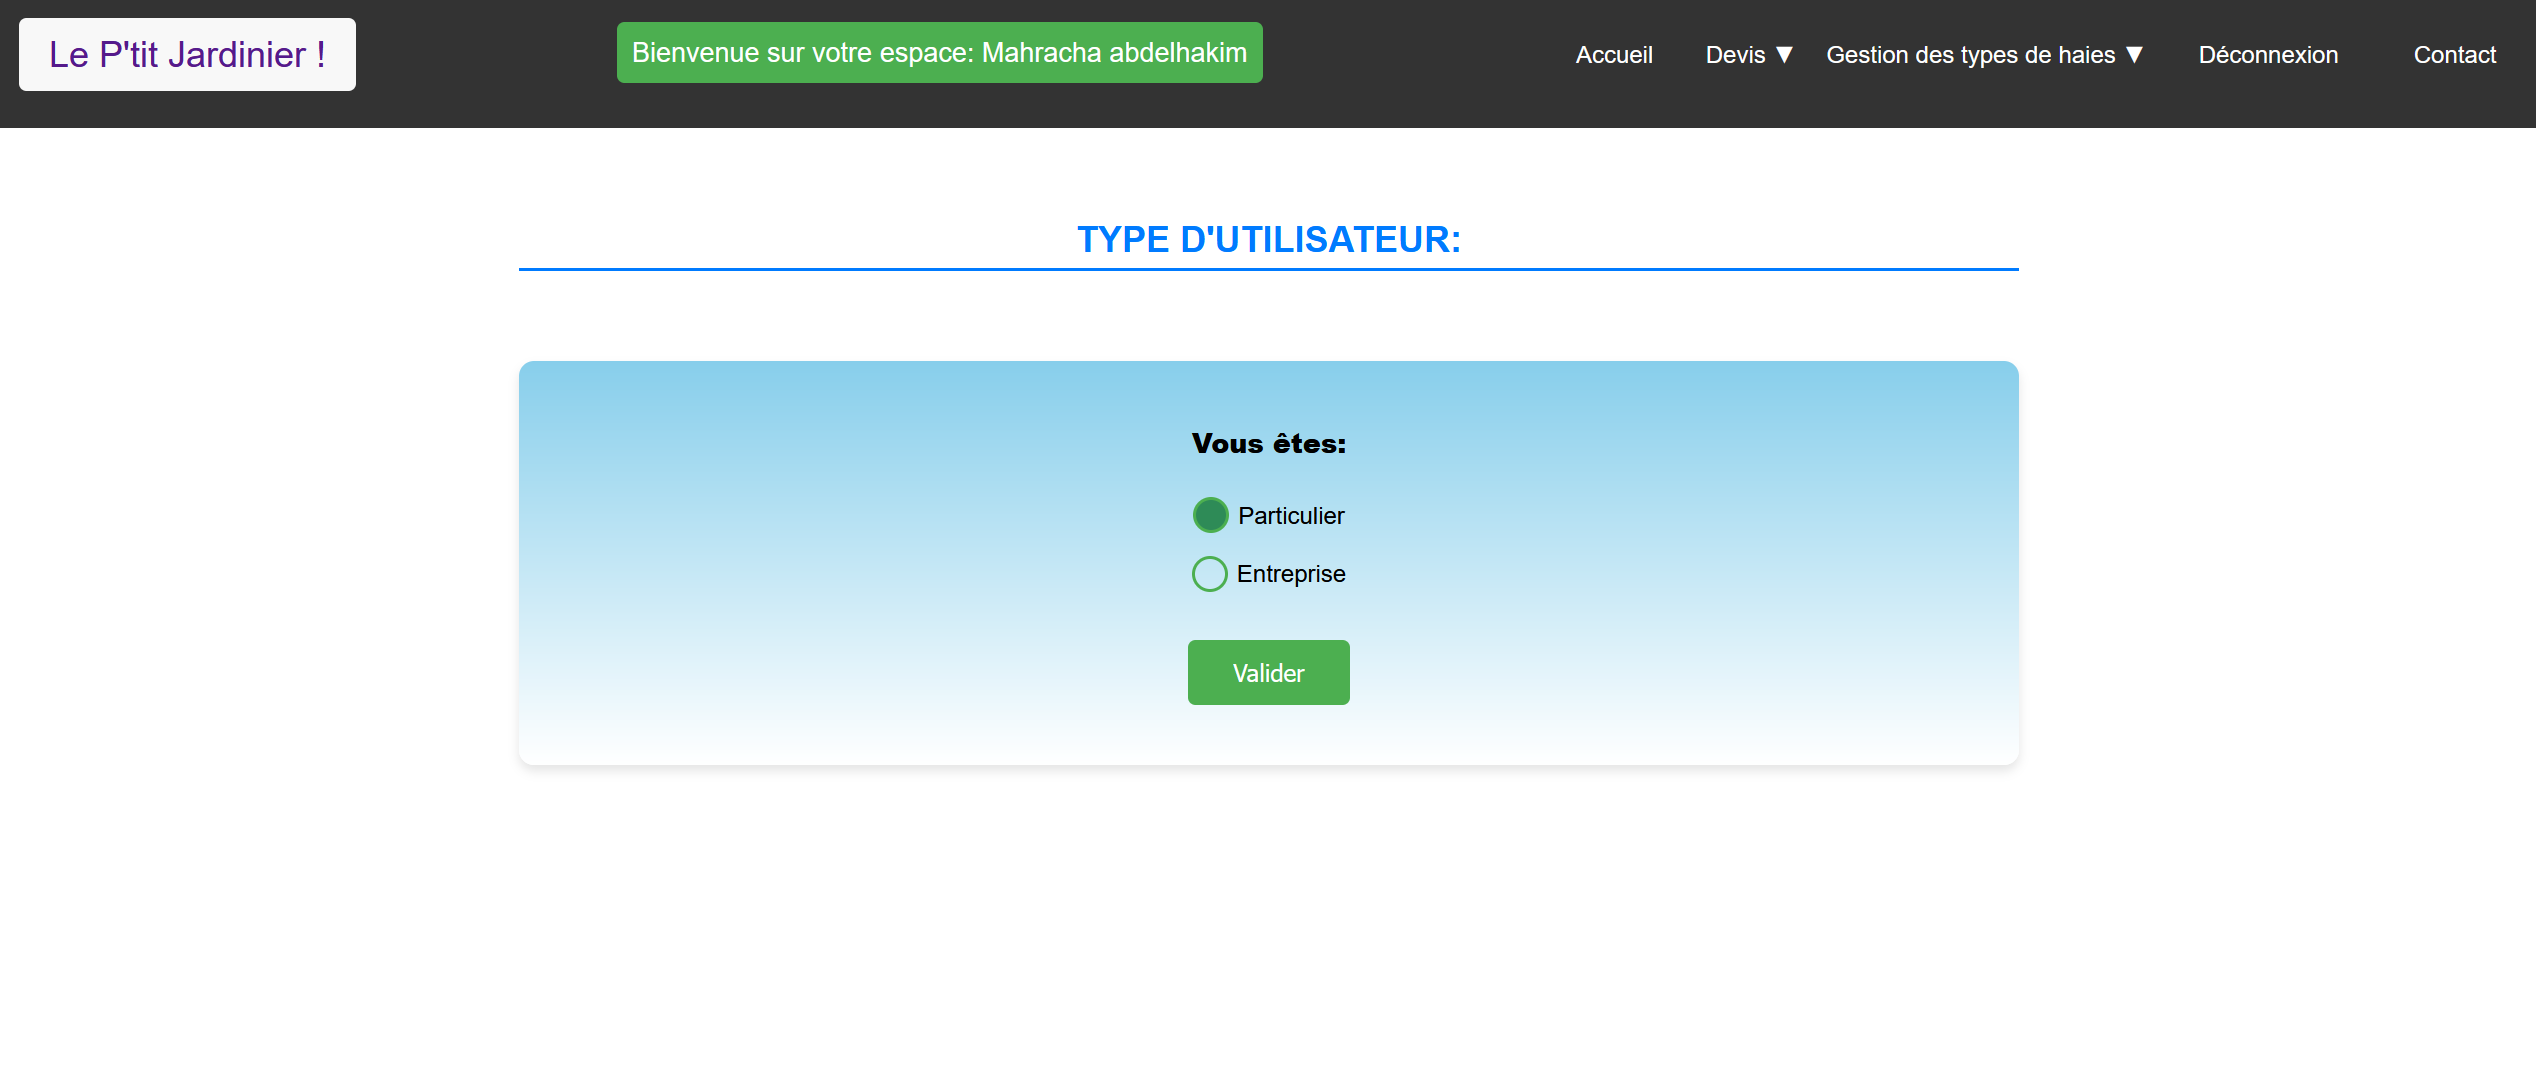 Le P'tit Jardinier !
Bienvenue sur votre espace: Mahracha abdelhakim
Accueil
Devis ▼
Gestion des types de haies ▼
Déconnexion
Contact
TYPE D'UTILISATEUR:
Vous êtes:
Particulier
Entreprise
Valider